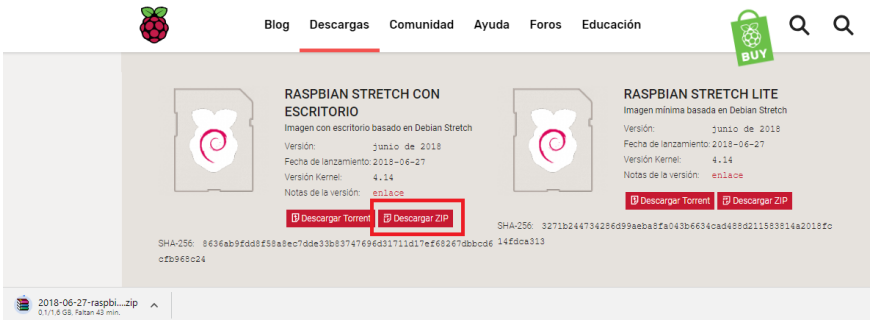 Blog Descargas Comunidad Ayuda Foros Educación
BUY
RASPBIAN STRETCH CON
ESCRITORIO
Imagen con escritorio basado en Debian Stretch
Versión: junio de 2018
Fecha de lanzamiento: 2018-06-27
Versión Kernel: 4.14
Notas de la versión: enlace
Descargar Torrent Descargar ZIP
SHA-256: 8636ab9fdd8f58a8ec7dde33b83747696d31711d17ef68267dbbcd6
cfb968c24
RASPBIAN STRETCH LITE
Imagen mínima basada en Debian Stretch
Versión: junio de 2018
Fecha de lanzamiento: 2018-06-27
Versión Kernel: 4.14
Notas de la versión: enlace
Descargar Torrent Descargar ZIP
SHA-256: 3271b244734286d99aeba8fa043b6634cad488d211583814a2018fc
14fdca313
2018-06-27-raspbi....zip
0,1/1,6 GB, Faltan 43 min.